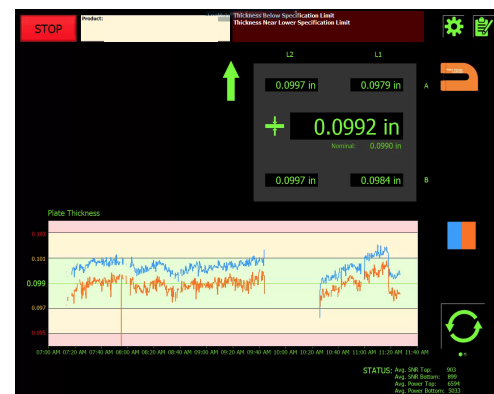 STOP
Product:
Thickness Below Specification Limit
Thickness Near Lower Specification Limit
L2 L1
0.0997 in 0.0979 in A
0.0992 in
Nominal: 0.0990 in
0.0997 in 0.0984 in B
Plate Thickness
0.103
0.101
0.099
0.097
0.095
07:00 AM 07:20 AM 07:40 AM 08:00 AM 08:20 AM 08:40 AM 09:00 AM 09:20 AM 09:40 AM 10:00 AM 10:20 AM 10:40 AM 11:00 AM 11:20 AM 11:40 AM
STATUS: Avg. SNR Top: 903
Avg. SNR Bottom: 899
Avg. Power Top: 6594
Avg. Power Bottom: 5033